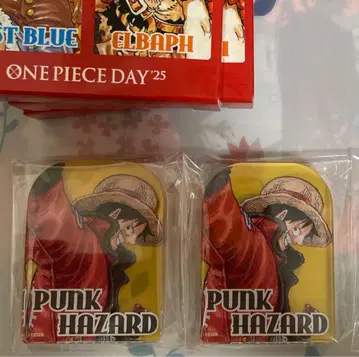 ST BLUE
ELBAPH
ONE PIECE DAY'25
PUNK
HAZARD
PUNK
HAZARD